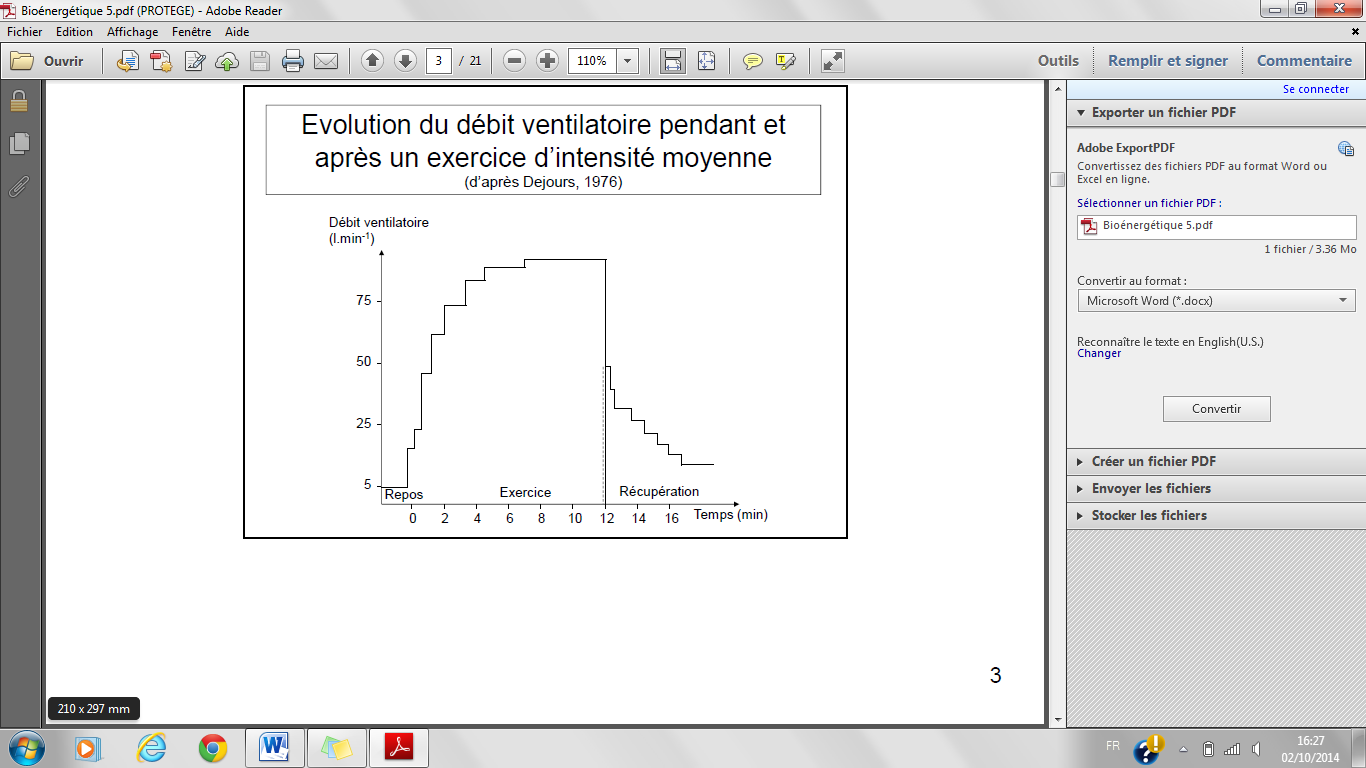 Bioénergétique 5.pdf (PROTEGE) - Adobe Reader
Fichier Edition Affichage Fenêtre Aide
Ouvrir 3 / 21 110% Outils Remplir et signer Commentaire
Se connecter
Exporter un fichier PDF
Adobe ExportPDF
Convertissez des fichiers PDF au format Word ou
Excel en ligne.
Sélectionner un fichier PDF :
Bioénergétique 5.pdf
1 fichier / 3.36 Mo
Convertir au format :
Microsoft Word (*.docx)
Reconnaître le texte en English(U.S.)
Changer
Convertir
Créer un fichier PDF
Envoyer les fichiers
Stocker les fichiers
Evolution du débit ventilatoire pendant et
après un exercice d'intensité moyenne
(d'après Dejours, 1976)
Débit ventilatoire
(l.min-1)
75
50
25
5
Repos Exercice Récupération
0 2 4 6 8 10 12 14 16 Temps (min)
3
210 x 297 mm
FR 16:27
02/10/2014